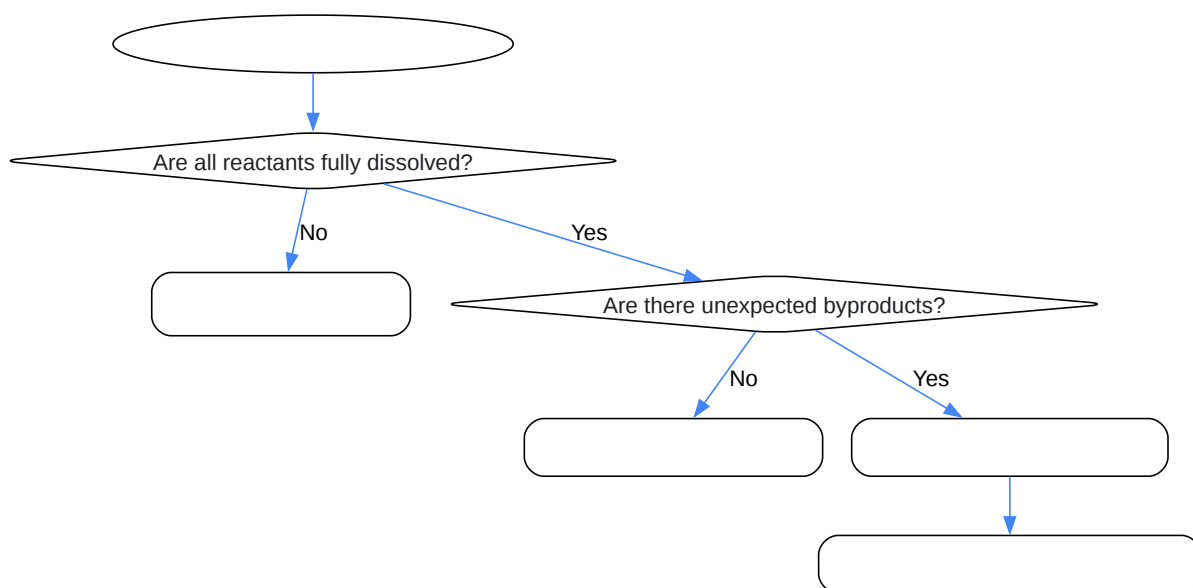 Are all reactants fully dissolved?
No
Yes
Are there unexpected byproducts?
No
Yes